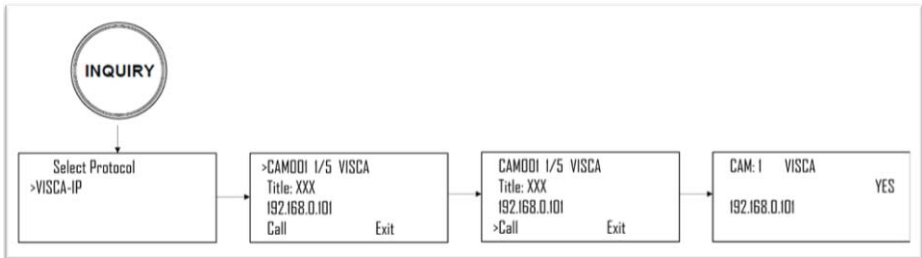 INQUIRY
Select Protocol
>VISCA-IP
>CAM001 1/5 VISCA
Title: XXX
192.168.0.101
Call Exit
CAM001 1/5 VISCA
Title: XXX
192.168.0.101
>Call Exit
CAM: 1 VISCA
YES
192.168.0.101